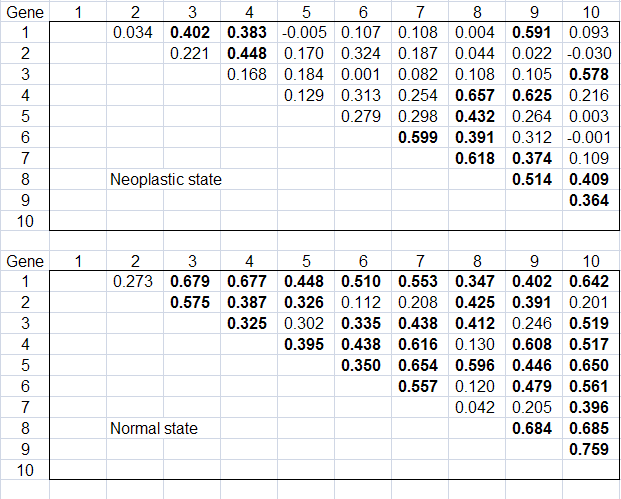 Gene 1 2 3 4 5 6 7 8 9 10
1 0.034 0.402 0.383 -0.005 0.107 0.108 0.004 0.591 0.093
2 0.221 0.448 0.170 0.324 0.187 0.044 0.022 -0.030
3 0.168 0.184 0.001 0.082 0.108 0.105 0.578
4 0.129 0.313 0.254 0.657 0.625 0.216
5 0.279 0.298 0.432 0.264 0.003
6 0.599 0.391 0.312 -0.001
7 0.618 0.374 0.109
8 Neoplastic state 0.514 0.409
9 0.364
10
Gene 1 2 3 4 5 6 7 8 9 10
1 0.273 0.679 0.677 0.448 0.510 0.553 0.347 0.402 0.642
2 0.575 0.387 0.326 0.112 0.208 0.425 0.391 0.201
3 0.325 0.302 0.335 0.438 0.412 0.246 0.519
4 0.395 0.438 0.616 0.130 0.608 0.517
5 0.350 0.654 0.596 0.446 0.650
6 0.557 0.120 0.479 0.561
7 0.042 0.205 0.396
8 Normal state 0.684 0.685
9 0.759
10